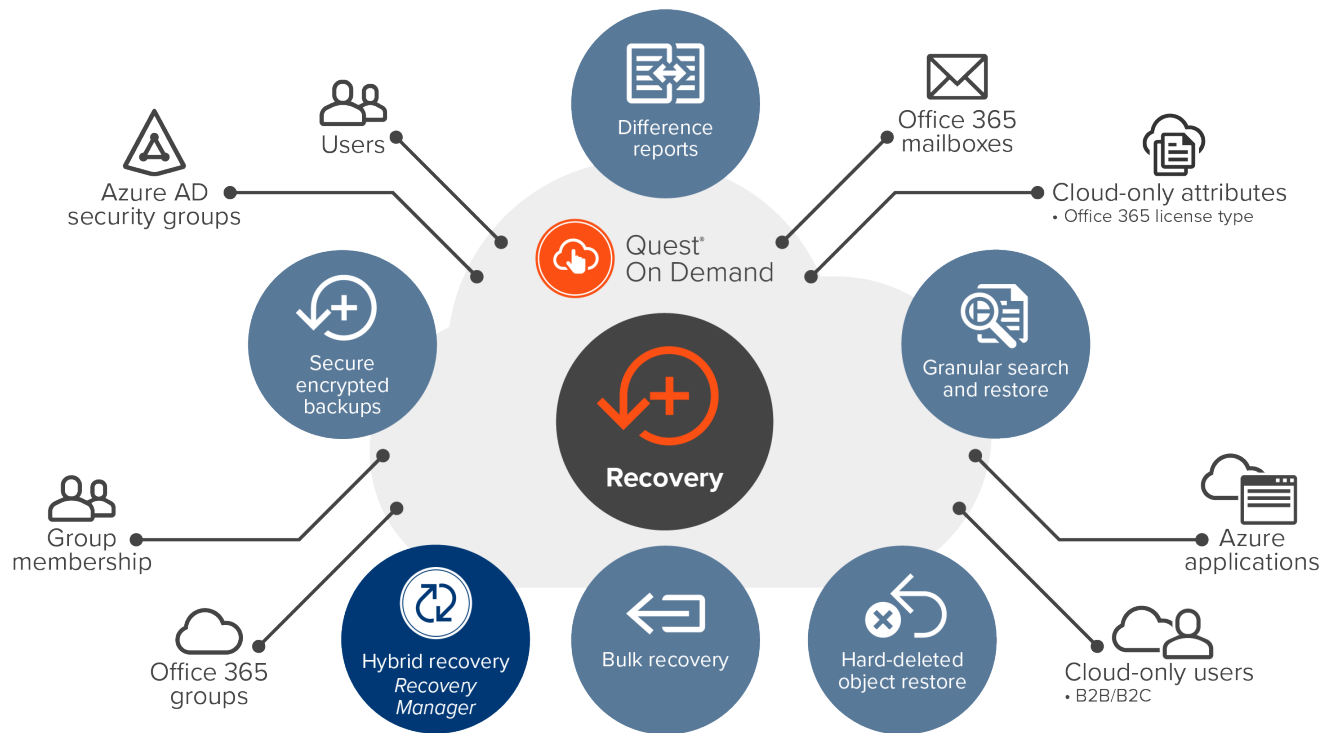 Difference
reports
Users
Office 365
mailboxes
Azure AD
security groups
Cloud-only attributes
• Office 365 license type
Quest®
On Demand
Secure
encrypted
backups
Granular search
and restore
Recovery
Group
membership
Azure
applications
Office 365
groups
Hybrid recovery
Recovery
Manager
Bulk recovery
Hard-deleted
object restore
Cloud-only users
• B2B/B2C